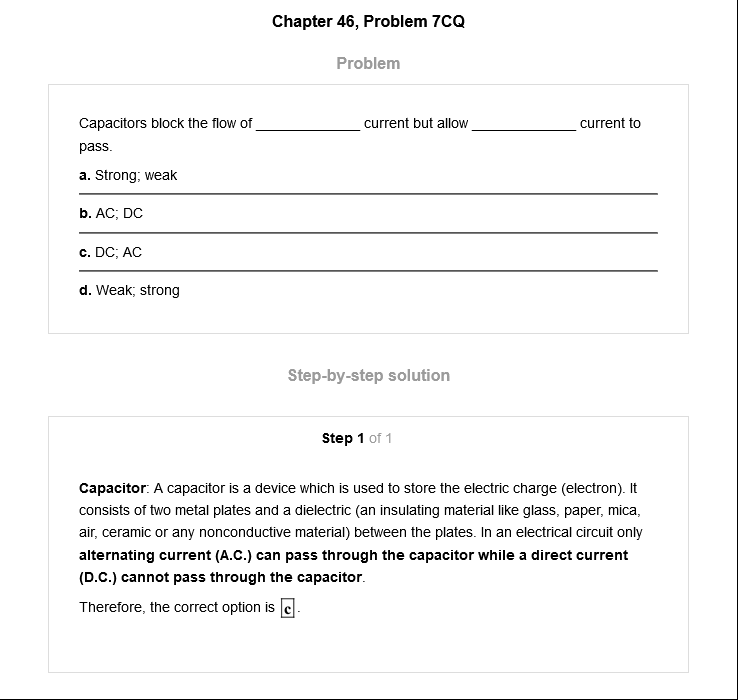 Chapter 46, Problem 7CQ
Problem
Capacitors block the flow of _____________ current but allow _____________ current to
pass.
a. Strong; weak
b. AC; DC
c. DC; AC
d. Weak; strong
Step-by-step solution
Step 1 of 1
Capacitor: A capacitor is a device which is used to store the electric charge (electron). It
consists of two metal plates and a dielectric (an insulating material like glass, paper, mica,
air, ceramic or any nonconductive material) between the plates. In an electrical circuit only
alternating current (A.C.) can pass through the capacitor while a direct current
(D.C.) cannot pass through the capacitor.
Therefore, the correct option is c.